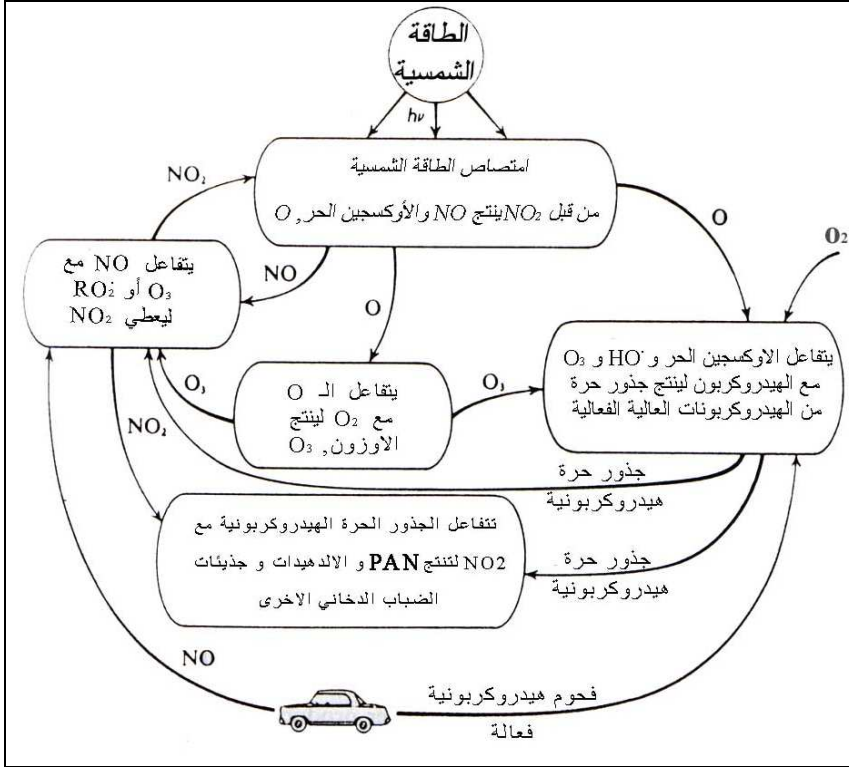 الطاقة
الشمسية
hν
امتصاص الطاقة الشمسية
من قبل NO₂ ينتج NO والأوكسجين الحر, O
NO₂
O
O₂
NO
O
يتفاعل NO مع
O₃ أو RO₂˙
ليعطي NO₂
يتفاعل الاوكسجين الحر و HO˙ و O₃
مع الهيدروكربون لينتج جذور حرة
من الهيدروكربونات العالية الفعالية
O₃
يتفاعل الـ O
مع O₂ لينتج
الاوزون, O₃
O₃
NO₂
جذور حرة
هيدروكربونية
تتفاعل الجذور الحرة الهيدروكربونية مع
NO2 لتنتج PAN و الالدهيدات و جذيئات
الضباب الدخاني الاخرى
جذور حرة
هيدروكربونية
NO
فحوم هيدروكربونية
فعالة